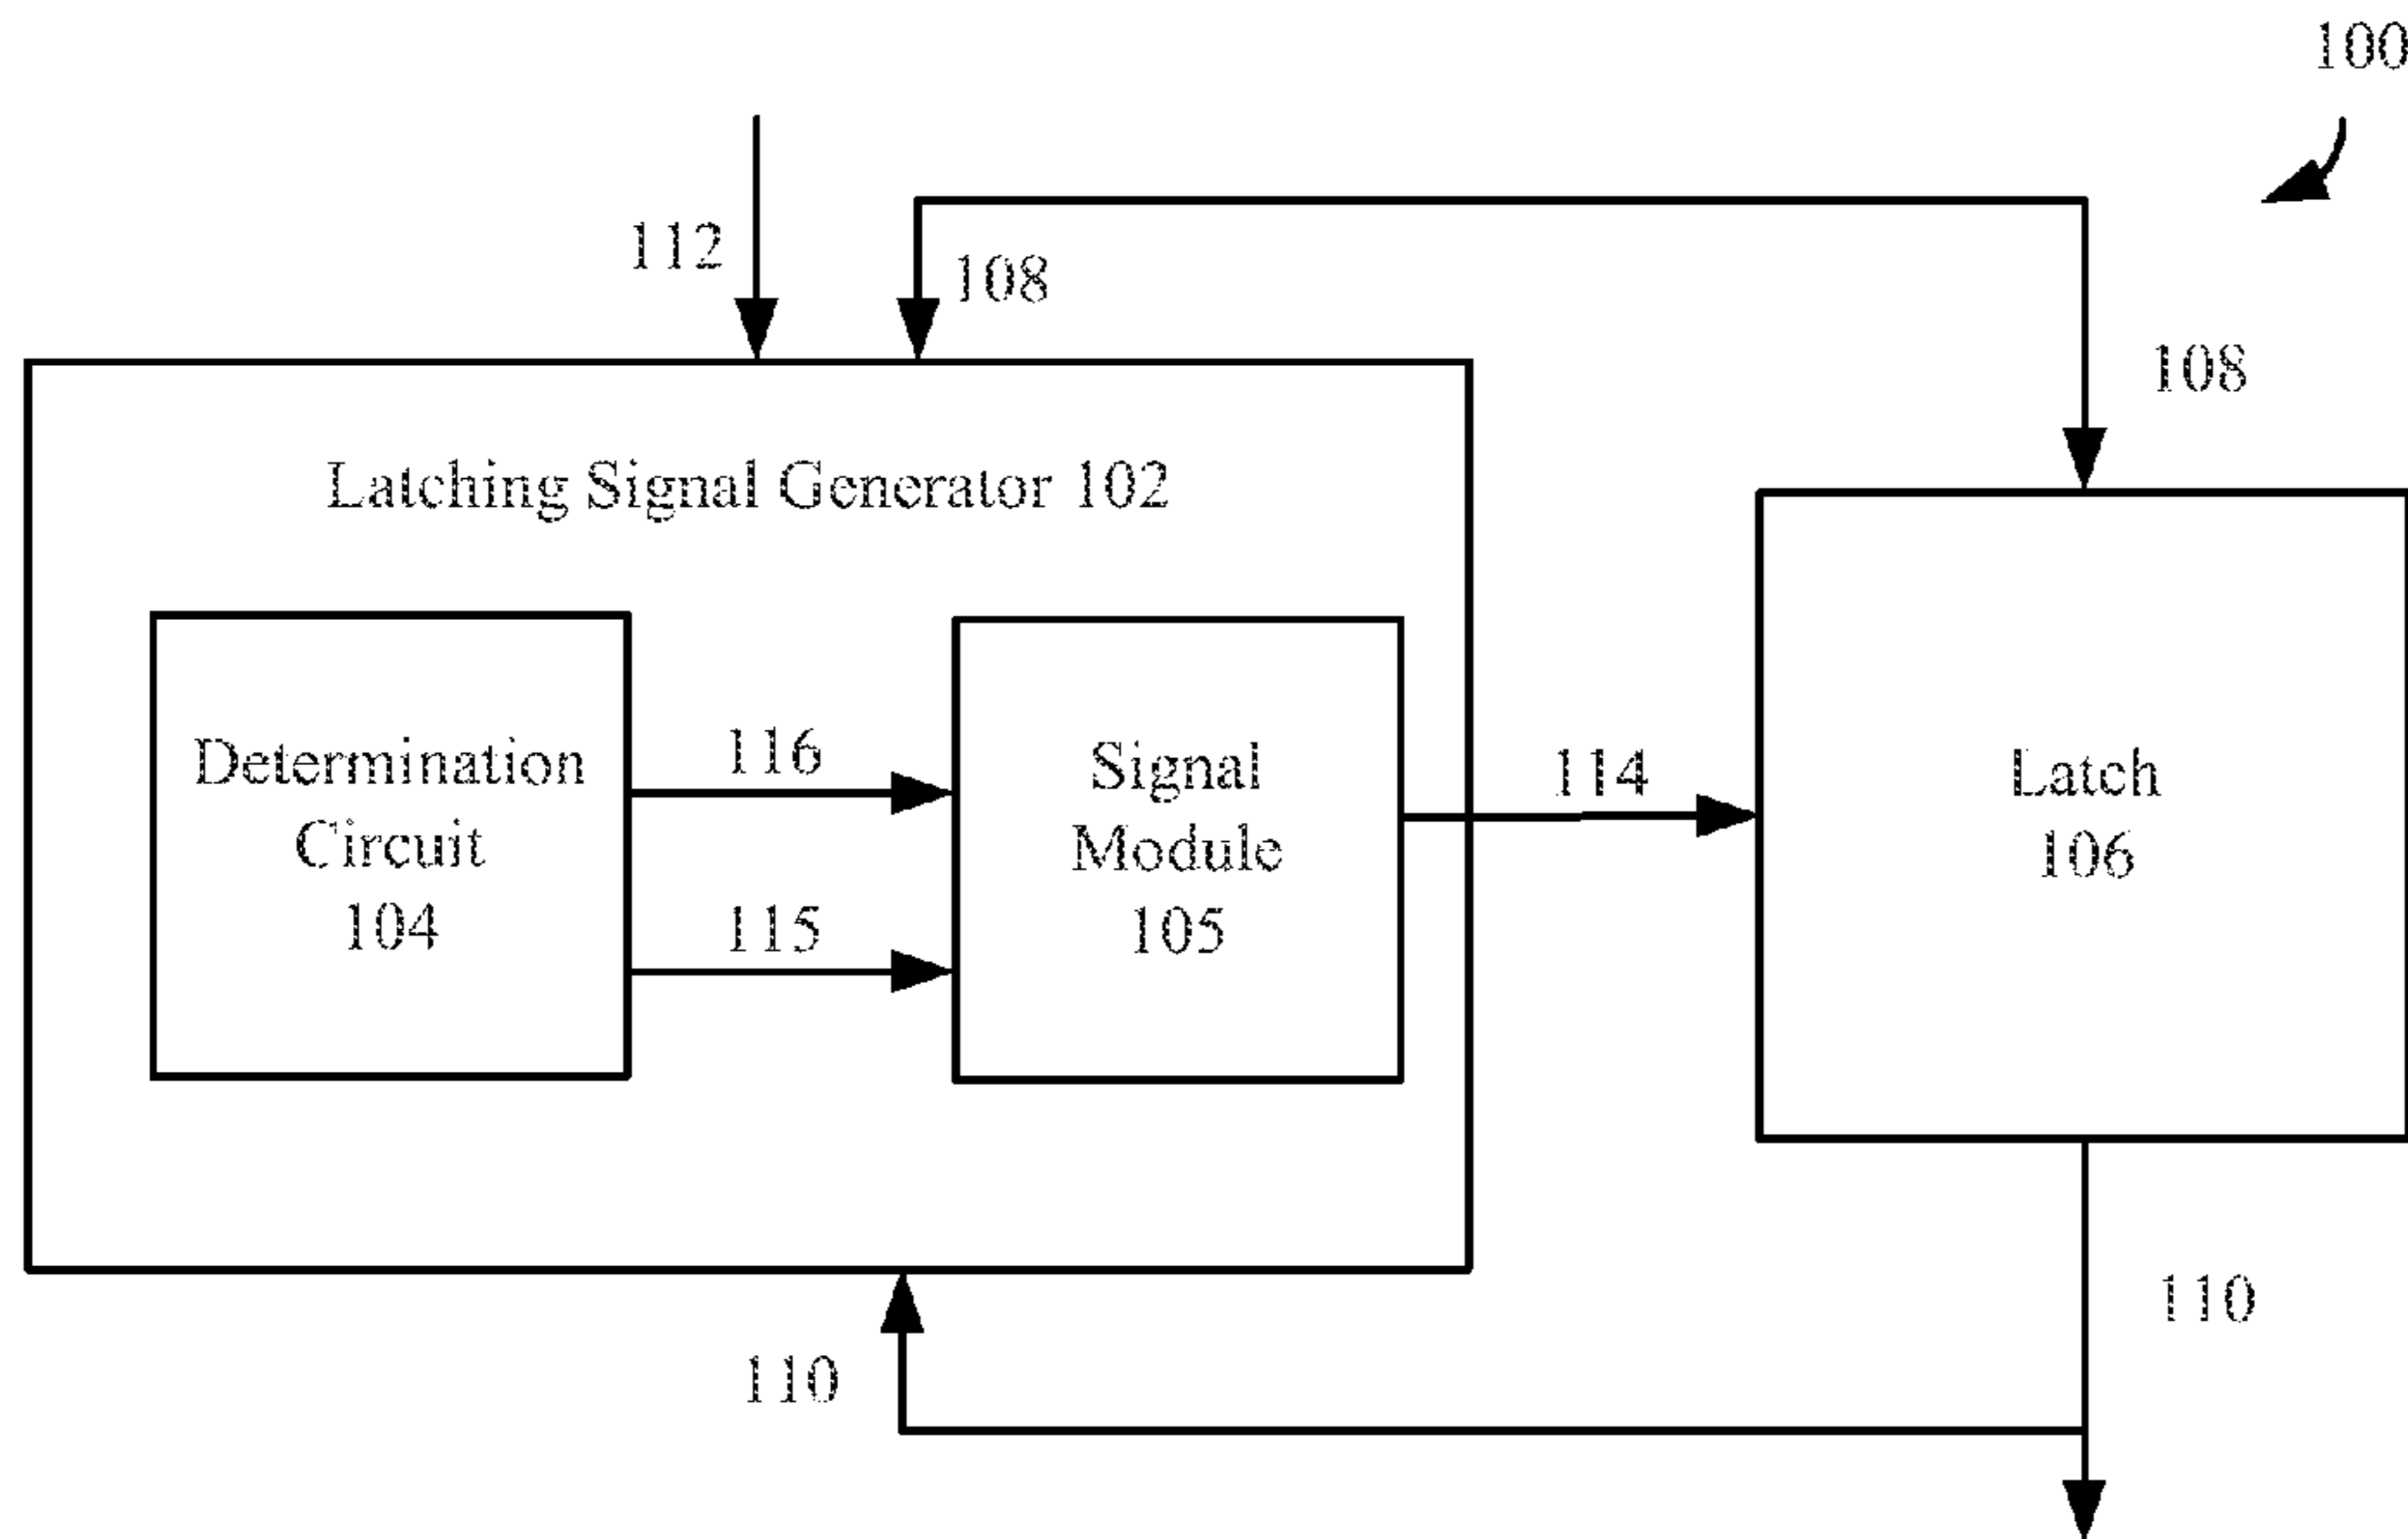 100
112
108
108
Latching Signal Generator 102
Determination
Circuit
104
116
115
Signal
Module
105
114
Latch
106
110
110